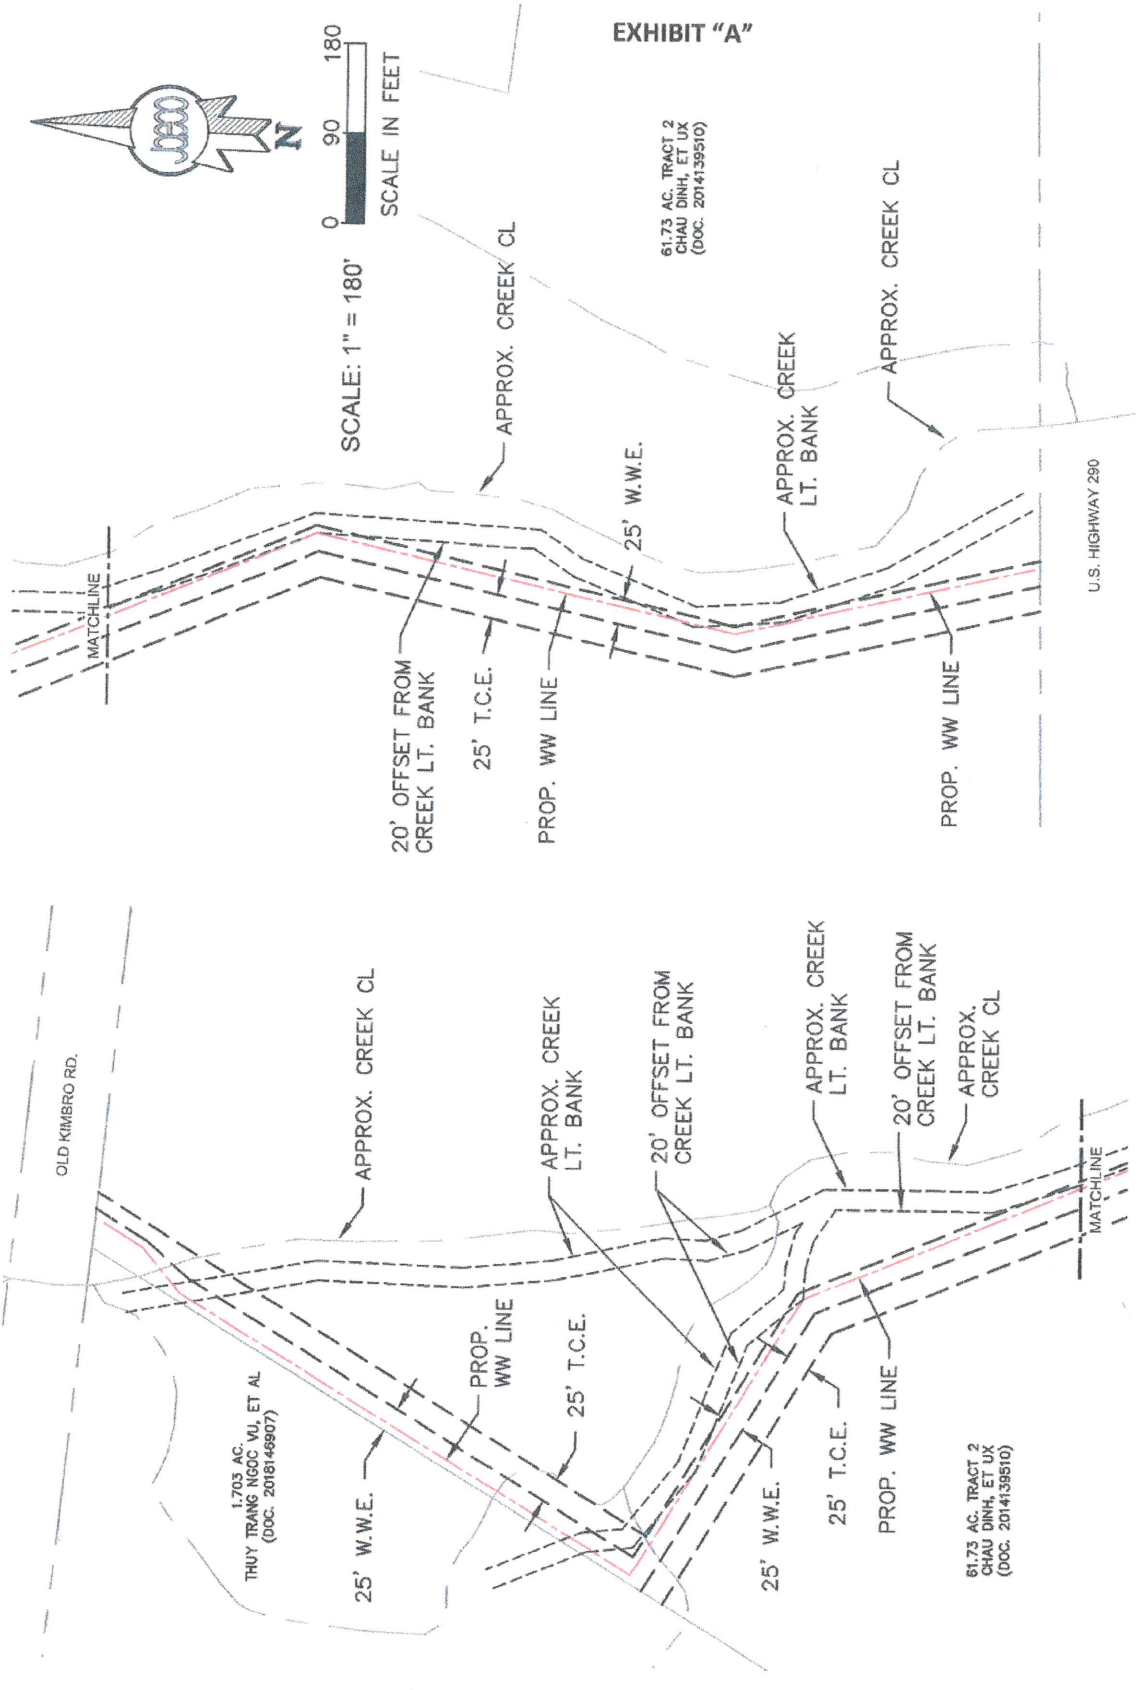 EXHIBIT "A"
Jaeco
N
0 90 180
SCALE IN FEET
SCALE: 1" = 180'
61.73 AC. TRACT 2
CHAU DINH, ET UX
(DOC. 2014139510)
APPROX. CREEK CL
APPROX. CREEK CL
APPROX. CREEK
LT. BANK
25' W.W.E.
MATCHLINE
20' OFFSET FROM
CREEK LT. BANK
25' T.C.E.
PROP. WW LINE
PROP. WW LINE
U.S. HIGHWAY 290
OLD KIMBRO RD.
APPROX. CREEK CL
APPROX. CREEK
LT. BANK
20' OFFSET FROM
CREEK LT. BANK
APPROX. CREEK
LT. BANK
20' OFFSET FROM
CREEK LT. BANK
APPROX.
CREEK CL
MATCHLINE
PROP.
WW LINE
25' T.C.E.
1.703 AC.
THUY TRANG NGOC VU, ET AL
(DOC. 2018146907)
25' W.W.E.
25' W.W.E.
25' T.C.E.
PROP. WW LINE
61.73 AC. TRACT 2
CHAU DINH, ET UX
(DOC. 2014139510)